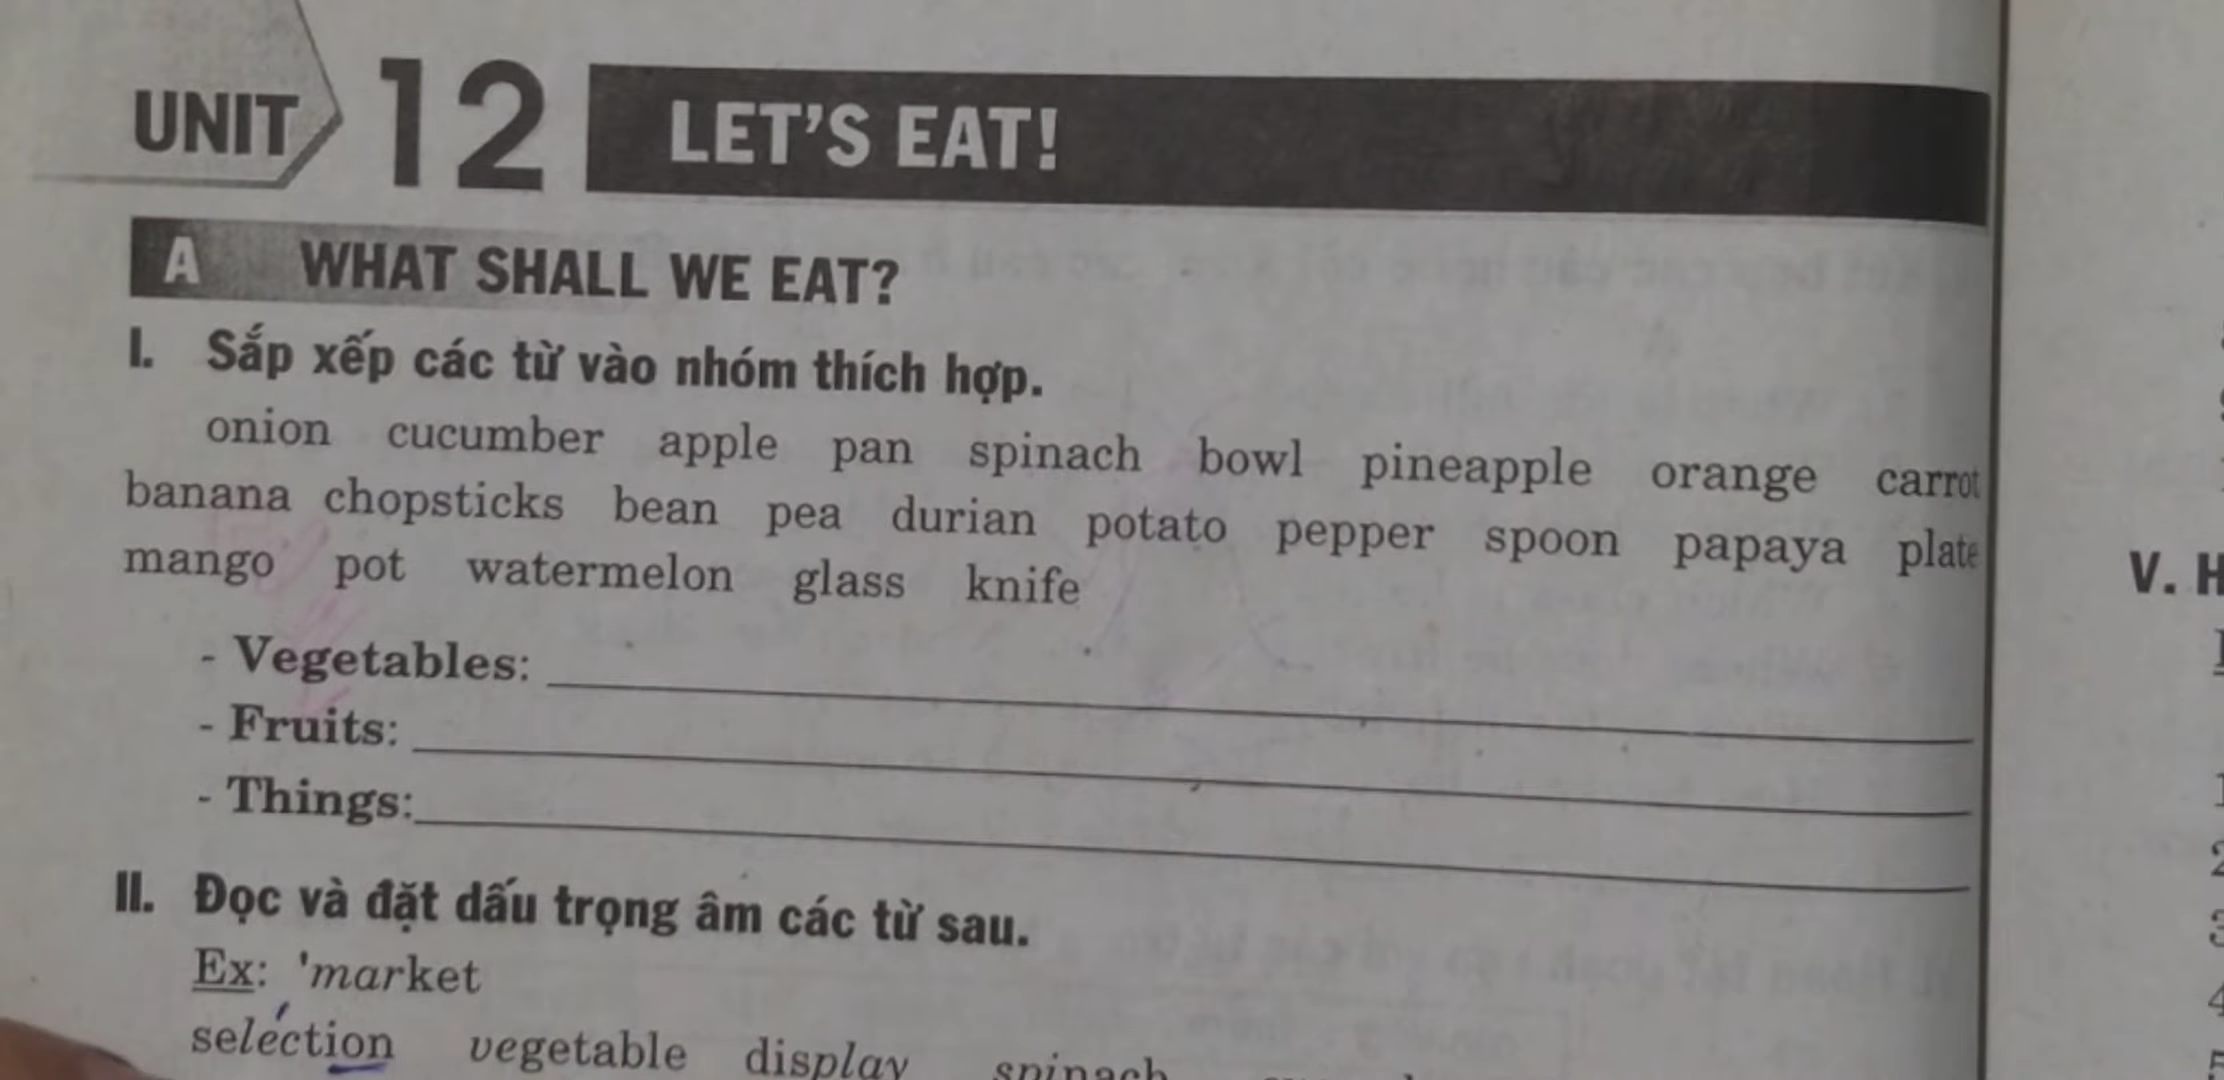 UNIT 12 LET'S EAT!
A WHAT SHALL WE EAT?
I. Sắp xếp các từ vào nhóm thích hợp.
onion cucumber apple pan spinach bowl pineapple orange carrot
banana chopsticks bean pea durian potato pepper spoon papaya plate
mango pot watermelon glass knife
- Vegetables:
- Fruits:
- Things:
II. Đọc và đặt dấu trọng âm các từ sau.
Ex: 'market
selection vegetable display spinach
V. H